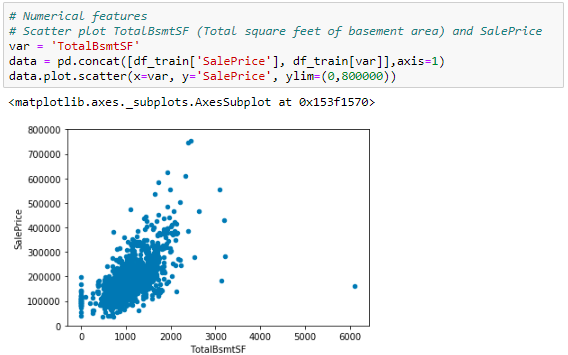 # Numerical features
# Scatter plot TotalBsmtSF (Total square feet of basement area) and SalePrice
var = 'TotalBsmtSF'
data = pd.concat([df_train['SalePrice'], df_train[var]],axis=1)
data.plot.scatter(x=var, y='SalePrice', ylim=(0,800000))
<matplotlib.axes._subplots.AxesSubplot at 0x153f1570>
800000
700000
600000
500000
400000
300000
200000
100000
0
SalePrice
0 1000 2000 3000 4000 5000 6000
TotalBsmtSF